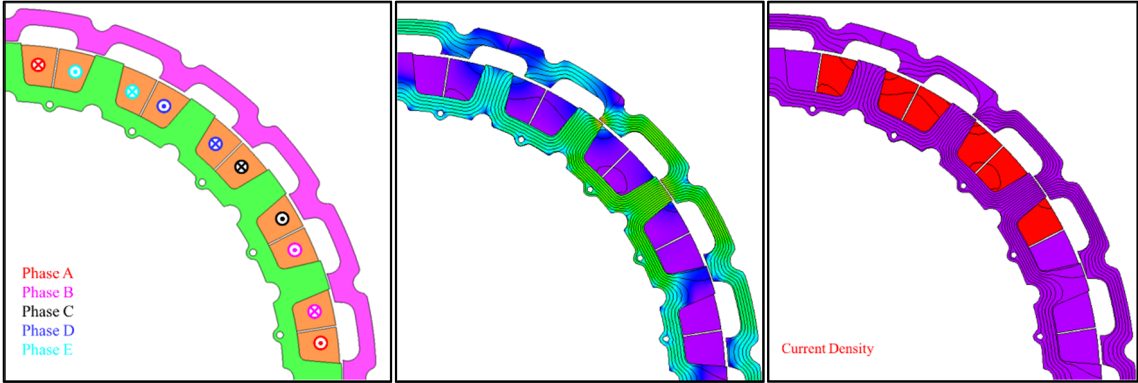 Phase A
Phase B
Phase C
Phase D
Phase E
Current Density